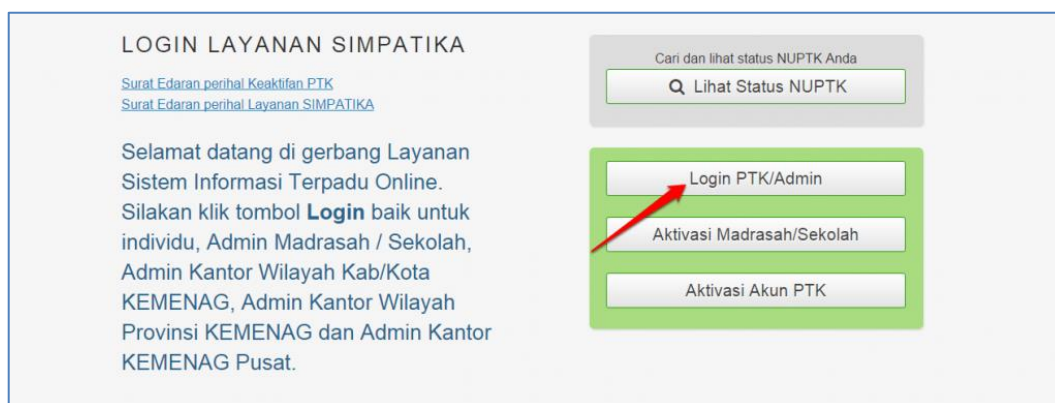 LOGIN LAYANAN SIMPATIKA
Surat Edaran perihal Keaktifan PTK
Surat Edaran perihal Layanan SIMPATIKA
Selamat datang di gerbang Layanan
Sistem Informasi Terpadu Online.
Silakan klik tombol Login baik untuk
individu, Admin Madrasah / Sekolah,
Admin Kantor Wilayah Kab/Kota
KEMENAG, Admin Kantor Wilayah
Provinsi KEMENAG dan Admin Kantor
KEMENAG Pusat.
Cari dan lihat status NUPTK Anda
Lihat Status NUPTK
Login PTK/Admin
Aktivasi Madrasah/Sekolah
Aktivasi Akun PTK